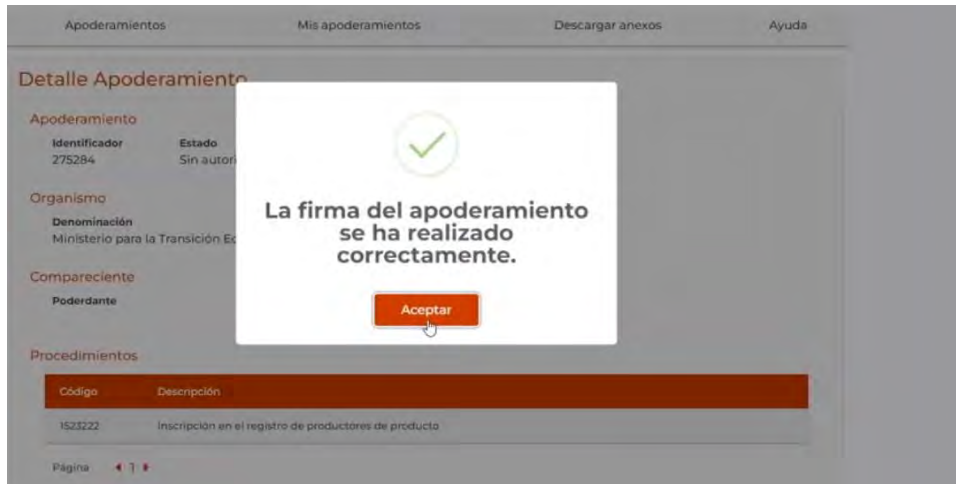 Apoderamientos Mis apoderamientos Descargar anexos Ayuda
Detalle Apoderamiento
Apoderamiento
Identificador Estado
275284 Sin
Organismo
Denominación
Ministerio para la Transición
Compareciente
Poderdante
La firma del apoderamiento
se ha realizado
correctamente.
Aceptar
Procedimientos
Código Descripción
1523222 Inscripción en el registro de productores de producto
Página 1